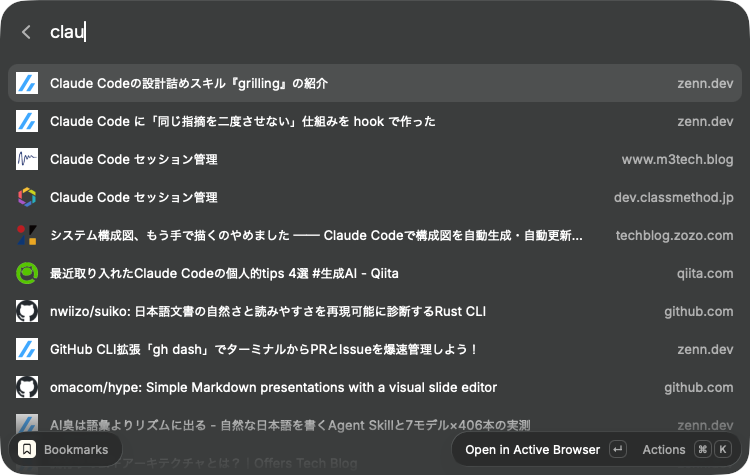 clau
Claude Codeの設計詰めスキル『grilling』の紹介 zenn.dev
Claude Code に「同じ指摘を二度させない」仕組みを hook で作った zenn.dev
Claude Code セッション管理 www.m3tech.blog
Claude Code セッション管理 dev.classmethod.jp
システム構成図、もう手で描くのやめました —— Claude Codeで構成図を自動生成・自動更新... techblog.zozo.com
最近取り入れたClaude Codeの個人的tips 4選 #生成AI - Qiita qiita.com
nwiizo/suiko: 日本語文書の自然さと読みやすさを再現可能に診断するRust CLI github.com
GitHub CLI拡張「gh dash」でターミナルからPRとIssueを爆速管理しよう！ zenn.dev
omacom/hype: Simple Markdown presentations with a visual slide editor github.com
AI臭は語彙よりリズムに出る - 自然な日本語を書くAgent Skillと7モデル×406本の実測 zenn.dev
アーキテクチャとは？ | Offers Tech Blog
Bookmarks Open in Active Browser ↵ Actions ⌘ K